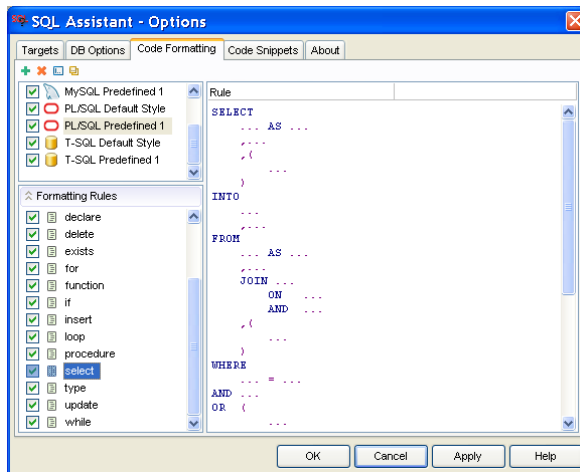 SQL Assistant - Options
Targets DB Options Code Formatting Code Snippets About
MySQL Predefined 1
PL/SQL Default Style
PL/SQL Predefined 1
T-SQL Default Style
T-SQL Predefined 1
Formatting Rules
declare
delete
exists
for
function
if
insert
loop
procedure
select
type
update
while
Rule
SELECT
... AS ...
,...
,(
...
)
INTO
...
,...
FROM
... AS ...
,...
JOIN ...
ON ...
AND ...
,(
...
)
WHERE
... = ...
AND ...
OR (
...
OK Cancel Apply Help